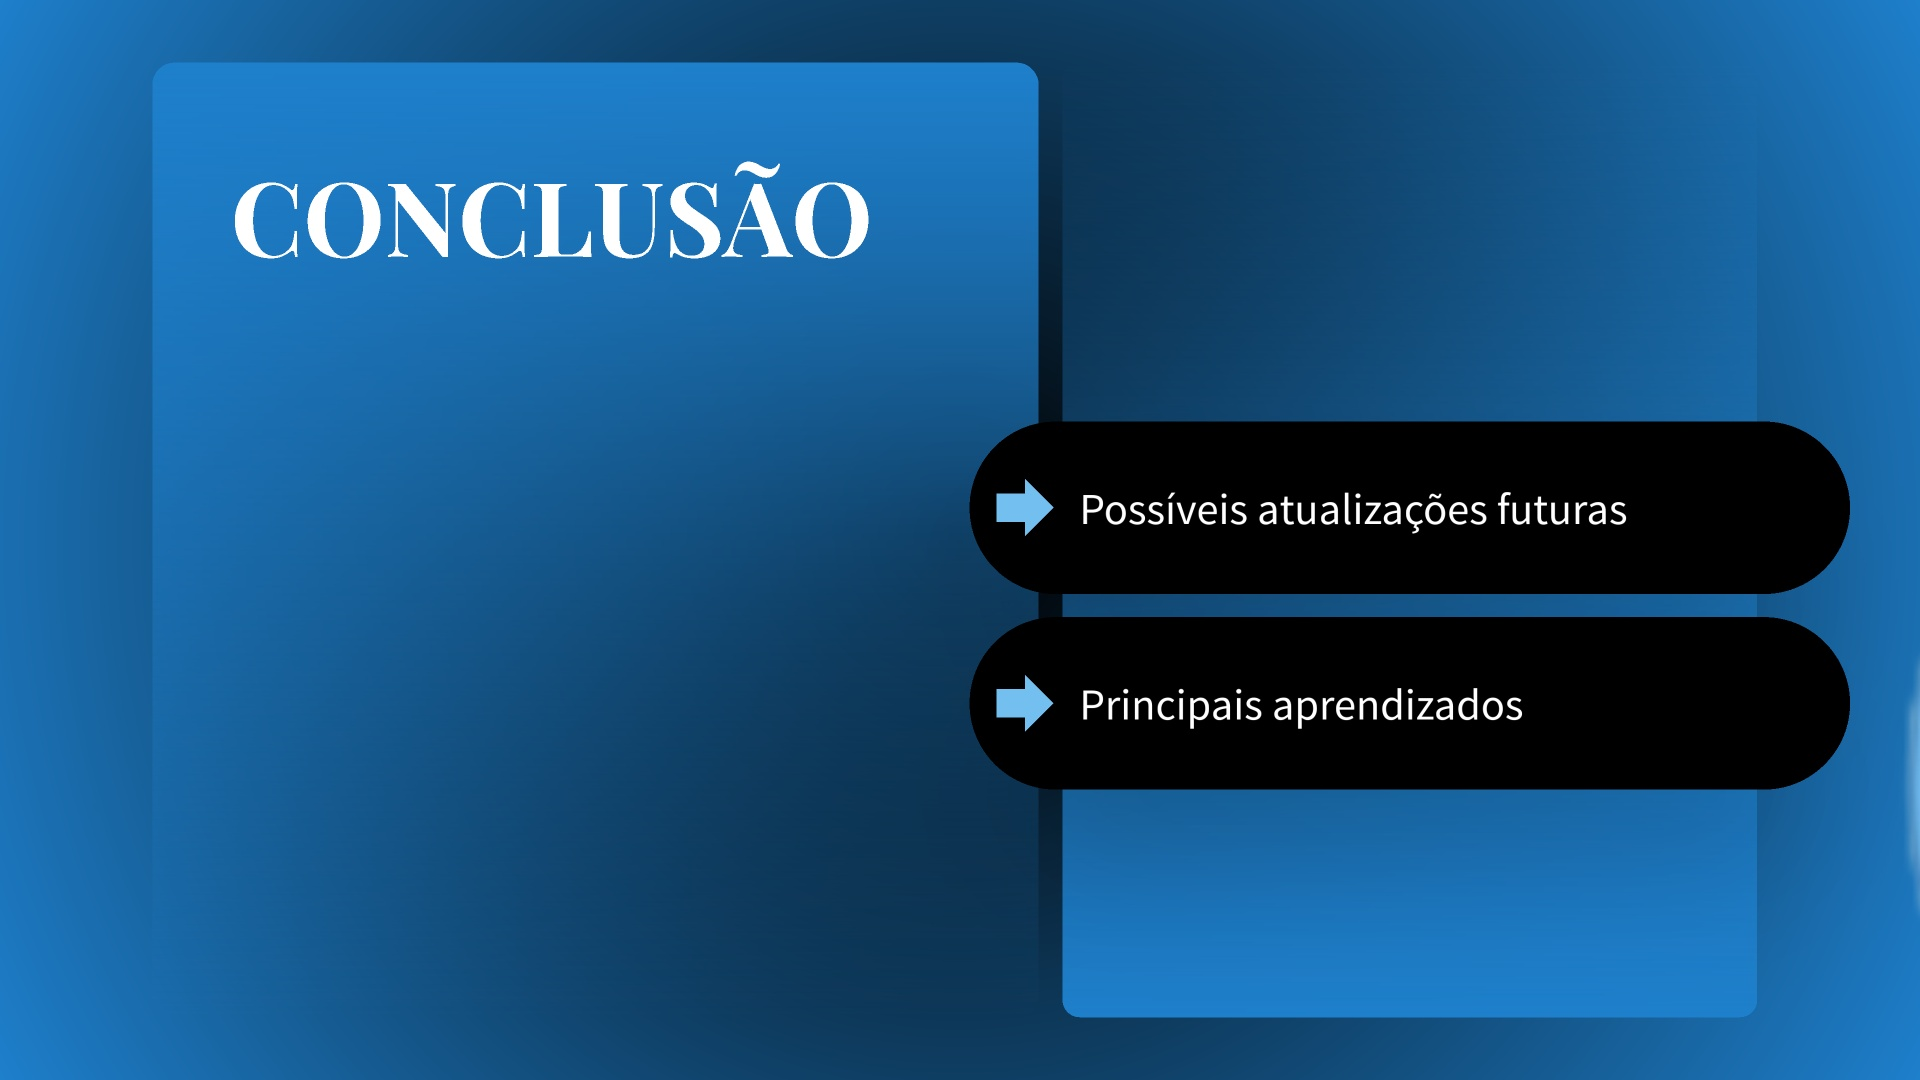 CONCLUSÃO
Possíveis atualizações futuras
Principais aprendizados